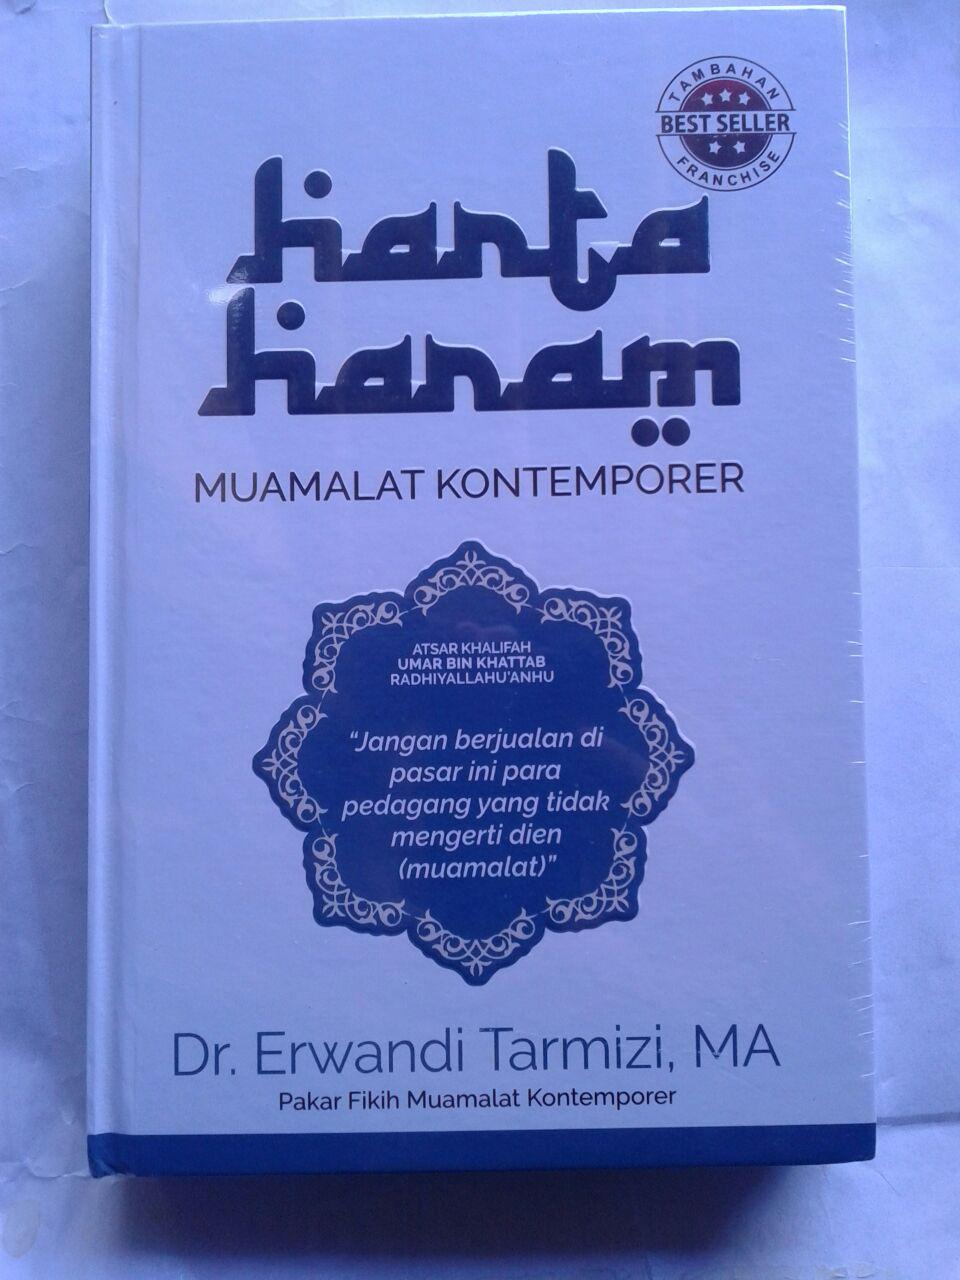 TAMBAHAN
BEST SELLER
FRANCHISE
harta
haram
MUAMALAT KONTEMPORER
ATSAR KHALIFAH
UMAR BIN KHATTAB
RADHIYALLAHU'ANHU
“Jangan berjualan di
pasar ini para
pedagang yang tidak
mengerti dien
(muamalat)”
Dr. Erwandi Tarmizi, MA
Pakar Fikih Muamalat Kontemporer